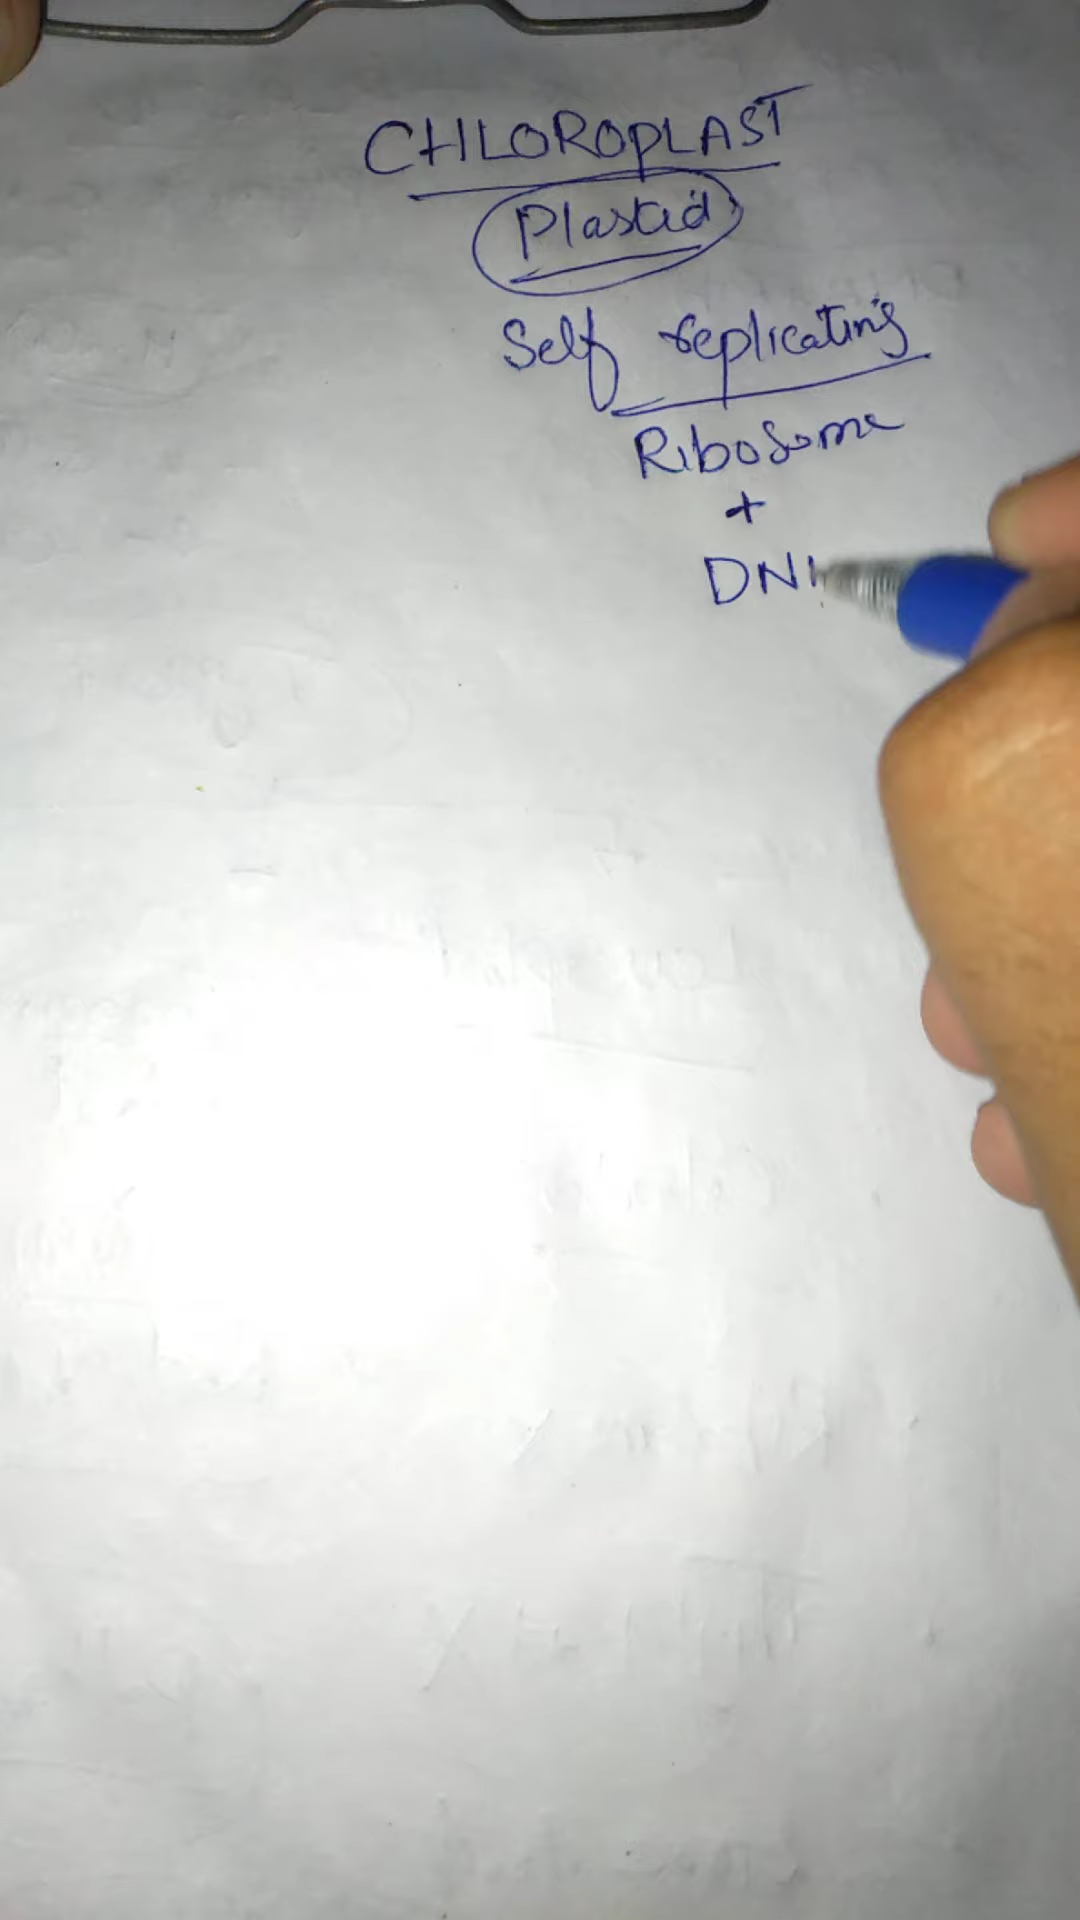 CHLOROPLAST
Plastid
Self replicating
Ribosome
+
DN